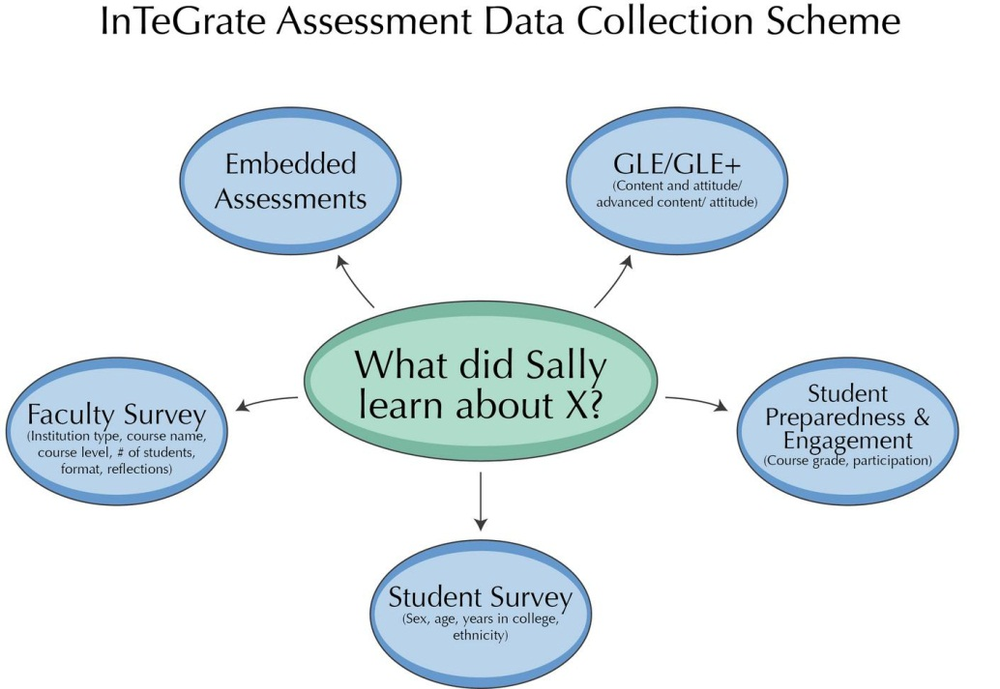 InTeGrate Assessment Data Collection Scheme
Embedded
Assessments
GLE/GLE+
(Content and attitude/
advanced content/ attitude)
What did Sally
learn about X?
Faculty Survey
(Institution type, course name,
course level, # of students,
format, reflections)
Student
Preparedness &
Engagement
(Course grade, participation)
Student Survey
(Sex, age, years in college,
ethnicity)